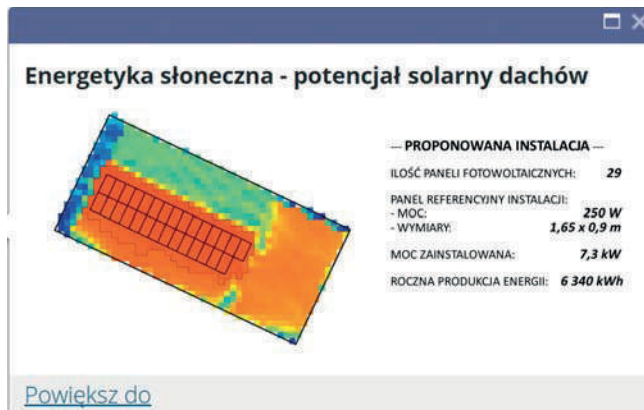 Energetyka słoneczna - potencjał solarny dachów
--- PROPONOWANA INSTALACJA ---
ILOŚĆ PANELI FOTOWOLTAICZNYCH: 29
PANEL REFERENCYJNY INSTALACJI:
- MOC: 250 W
- WYMIARY: 1,65 x 0,9 m
MOC ZAINSTALOWANA: 7,3 kW
ROCZNA PRODUKCJA ENERGII: 6 340 kWh
Powiększ do